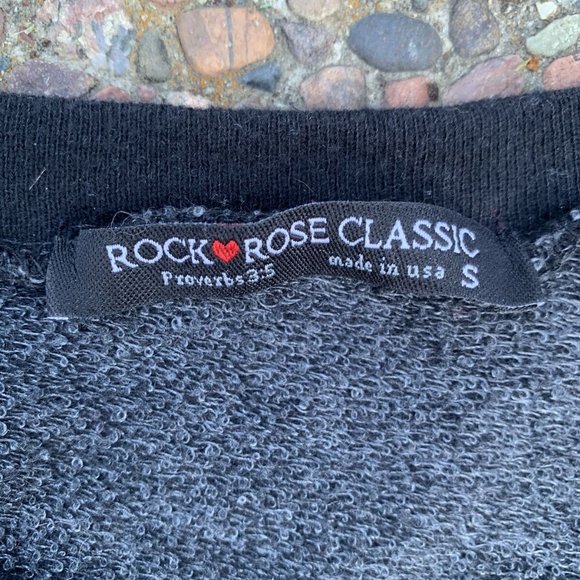 ROCK❤ROSE CLASSIC
Proverbs 3:5 made in usa S